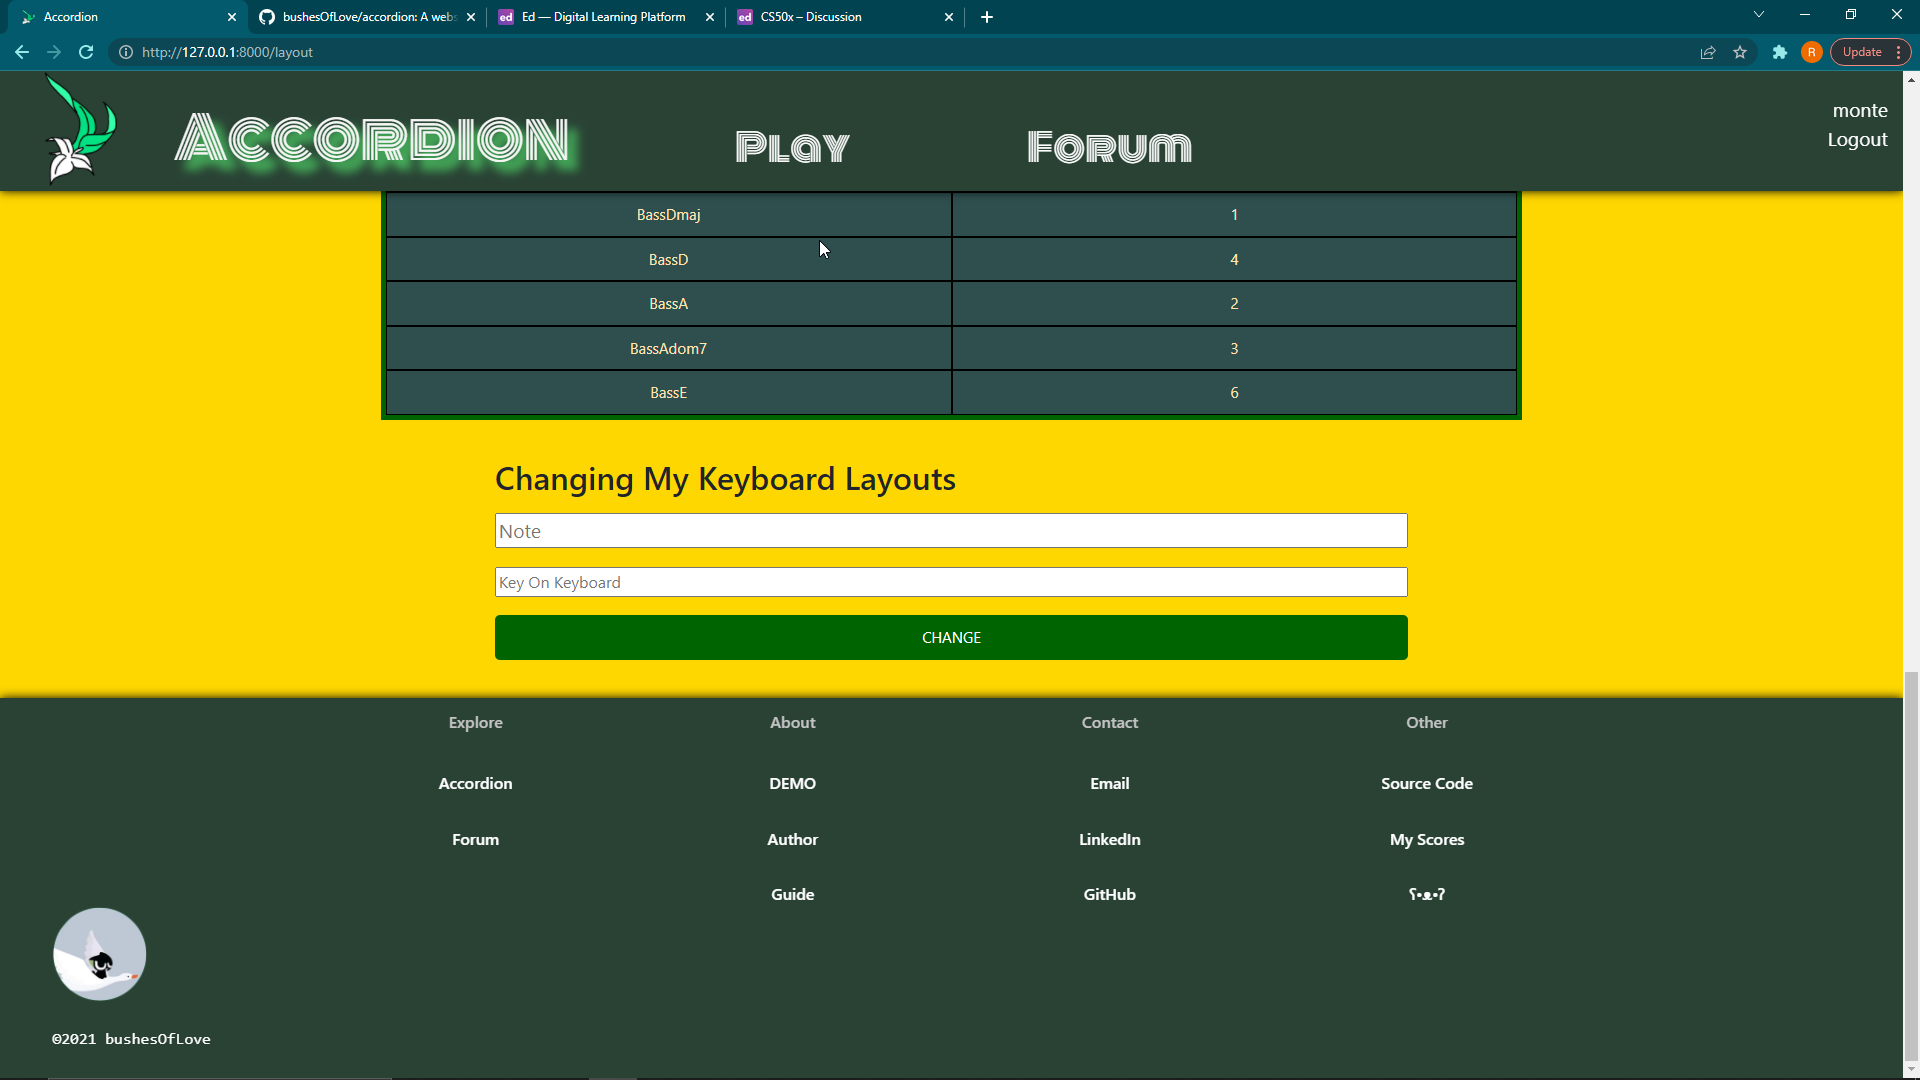 Accordion
bushesOfLove/accordion: A webs
Ed — Digital Learning Platform
CS50x – Discussion
http://127.0.0.1:8000/layout
R
Update
Accordion
Play
Forum
monte
Logout
BassDmaj 1
BassD 4
BassA 2
BassAdom7 3
BassE 6
Changing My Keyboard Layouts
Note
Key On Keyboard
CHANGE
Explore About Contact Other
Accordion DEMO Email Source Code
Forum Author LinkedIn My Scores
Guide GitHub ʕ•ᴥ•ʔ
©2021 bushesOfLove